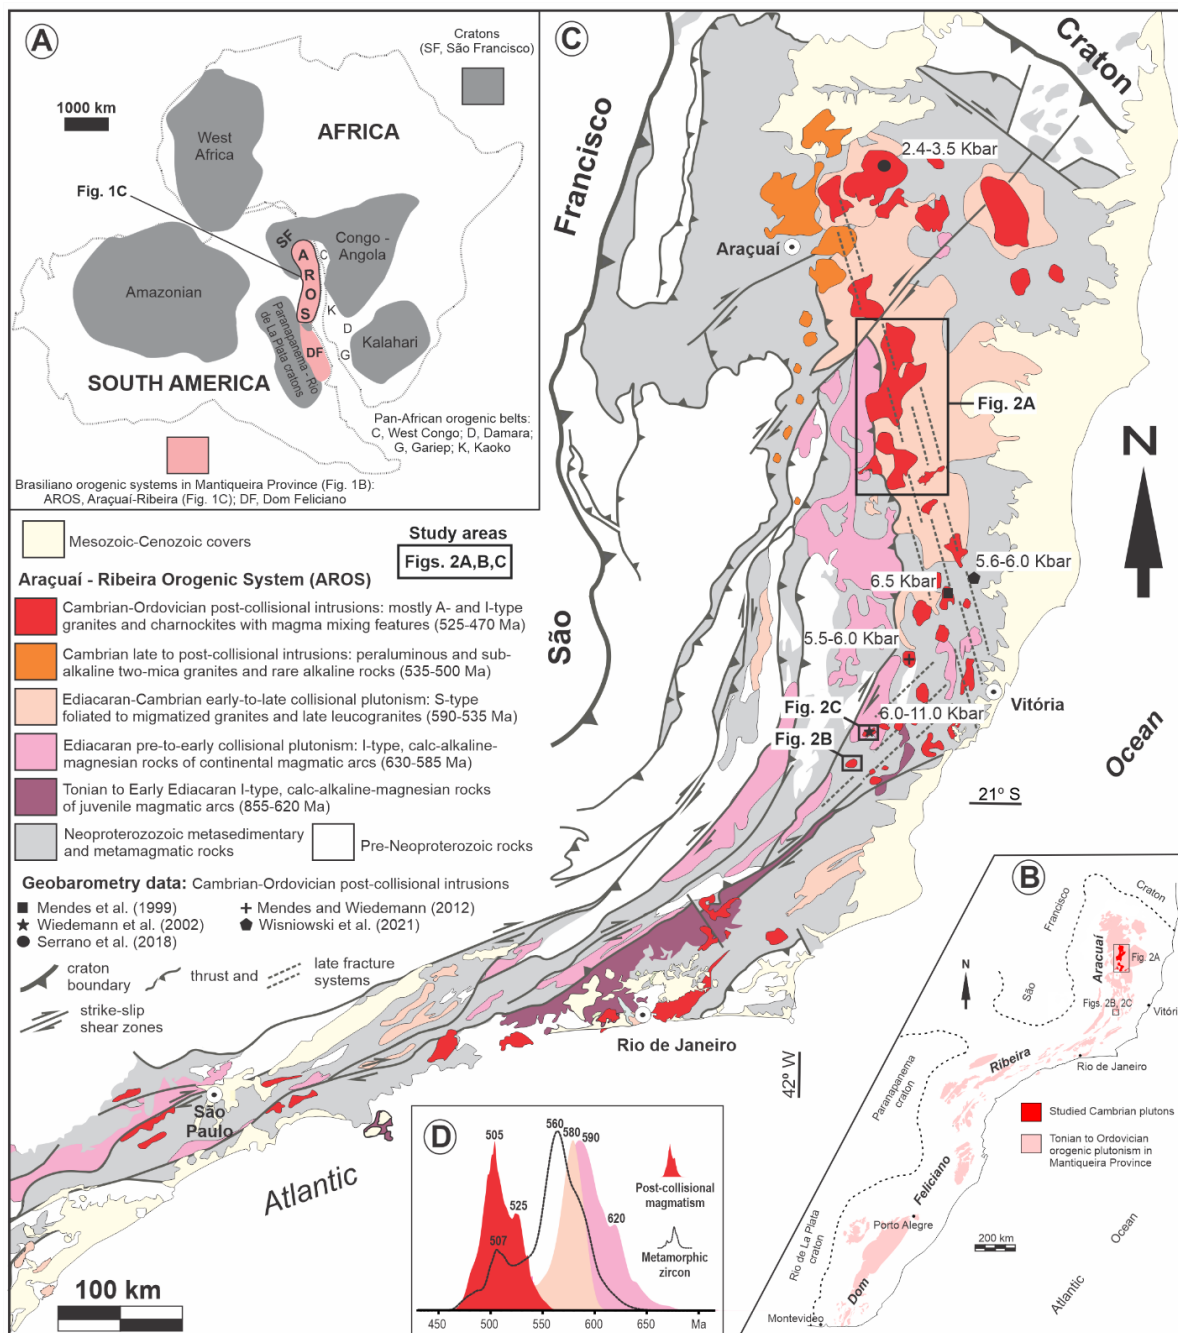 A
Cratons
(SF, São Francisco)
1000 km
AFRICA
West
Africa
Fig. 1C
SF
Congo -
Angola
A
R
O
S
C
K
D
G
Amazonian
Kalahari
Paranapanema - Rio
de La Plata cratons
DF
SOUTH AMERICA
Pan-African orogenic belts:
C, West Congo; D, Damara;
G, Gariep; K, Kaoko
Brasiliano orogenic systems in Mantiqueira Province (Fig. 1B):
AROS, Araçuaí-Ribeira (Fig. 1C); DF, Dom Feliciano
Mesozoic-Cenozoic covers
Study areas
Figs. 2A,B,C
Araçuaí - Ribeira Orogenic System (AROS)
Cambrian-Ordovician post-collisional intrusions: mostly A- and I-type
granites and charnockites with magma mixing features (525-470 Ma)
Cambrian late to post-collisional intrusions: peraluminous and sub-
alkaline two-mica granites and rare alkaline rocks (535-500 Ma)
Ediacaran-Cambrian early-to-late collisional plutonism: S-type
foliated to migmatized granites and late leucogranites (590-535 Ma)
Ediacaran pre-to-early collisional plutonism: I-type, calc-alkaline-
magnesian rocks of continental magmatic arcs (630-585 Ma)
Tonian to Early Ediacaran I-type, calc-alkaline-magnesian rocks
of juvenile magmatic arcs (855-620 Ma)
Neoproterozozoic metasedimentary
and metamagmatic rocks
Pre-Neoproterozoic rocks
Geobarometry data: Cambrian-Ordovician post-collisional intrusions
Mendes et al. (1999)
Mendes and Wiedemann (2012)
Wiedemann et al. (2002)
Wisniowski et al. (2021)
Serrano et al. (2018)
craton
boundary
thrust and
late fracture
systems
strike-slip
shear zones
C
Craton
Francisco
São
2.4-3.5 Kbar
Araçuaí
Fig. 2A
N
5.6-6.0 Kbar
6.5 Kbar
5.5-6.0 Kbar
Vitória
Fig. 2C
6.0-11.0 Kbar
Fig. 2B
Ocean
21º S
Rio de Janeiro
42º W
São
Paulo
Atlantic
100 km
B
Francisco
Craton
São
Araçuaí
Fig. 2A
N
Figs. 2B, 2C
Vitória
Ribeira
Rio de Janeiro
Paranapanema
craton
Studied Cambrian plutons
Tonian to Ordovician
orogenic plutonism in
Mantiqueira Province
Feliciano
Porto Alegre
200 km
Rio de La Plata
craton
Dom
Ocean
Atlantic
Montevideo
D
505
525
507
560
580
590
620
Post-collisional
magmatism
Metamorphic
zircon
450
500
550
600
650
Ma